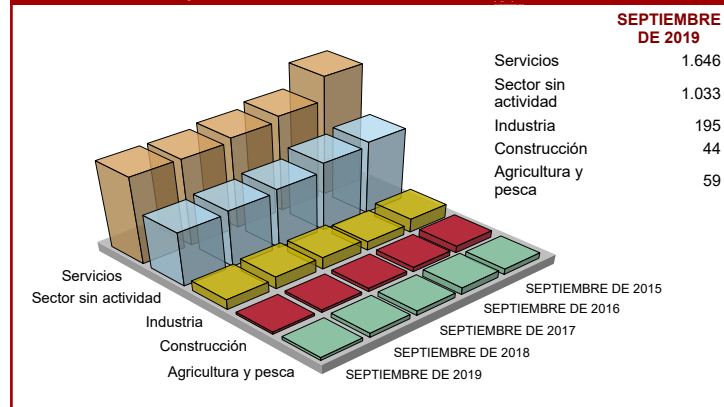 SEPTIEMBRE
DE 2019
Servicios 1.646
Sector sin
actividad 1.033
Industria 195
Construcción 44
Agricultura y
pesca 59
Servicios
Sector sin actividad
Industria
Construcción
Agricultura y pesca
SEPTIEMBRE DE 2015
SEPTIEMBRE DE 2016
SEPTIEMBRE DE 2017
SEPTIEMBRE DE 2018
SEPTIEMBRE DE 2019